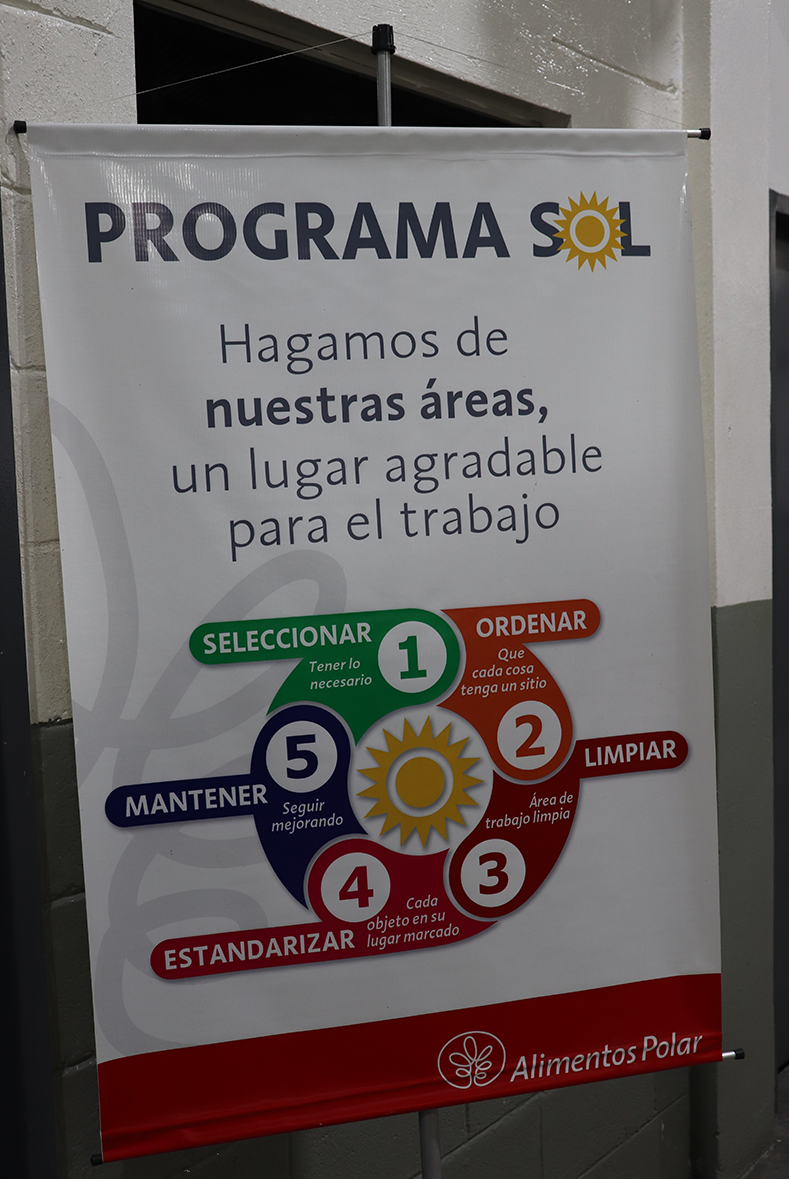 PROGRAMA SOL
Hagamos de
nuestras áreas,
un lugar agradable
para el trabajo
SELECCIONAR
1
Tener lo
necesario
ORDENAR
Que
cada cosa
tenga un sitio
2
LIMPIAR
Área de
trabajo limpia
3
ESTANDARIZAR
4
Cada
objeto en su
lugar marcado
MANTENER
5
Seguir
mejorando
Alimentos Polar